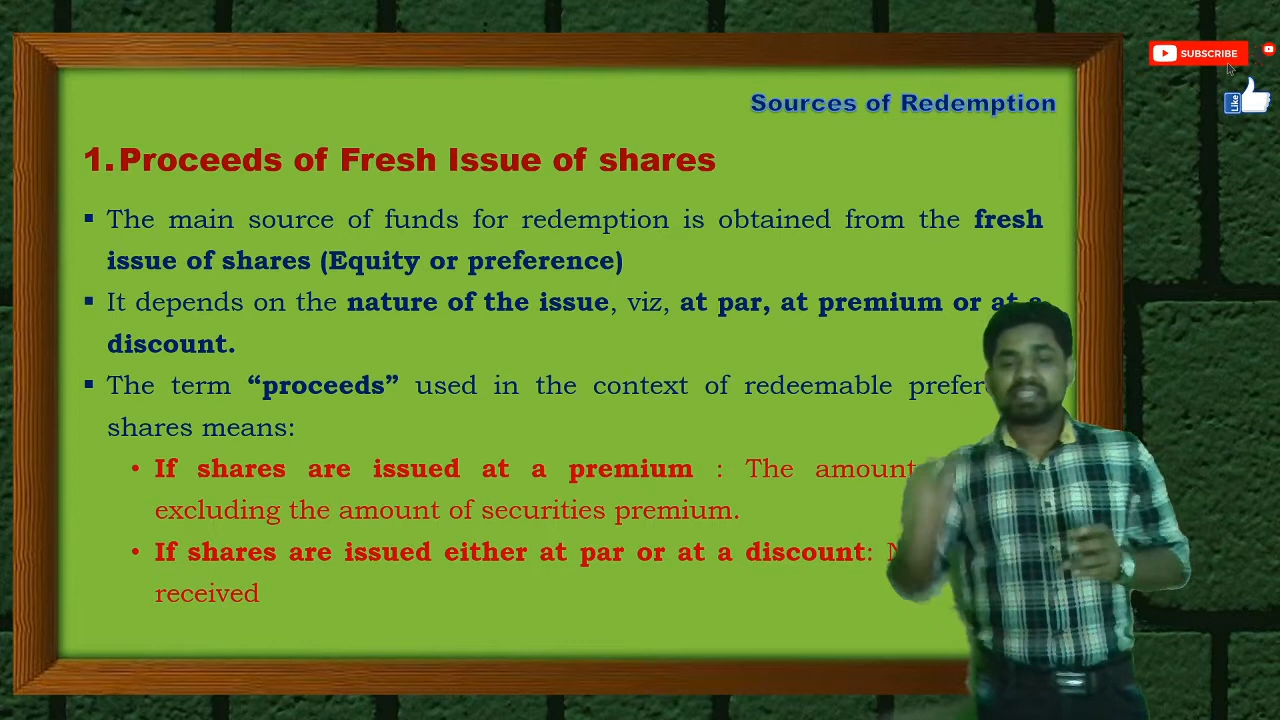 SUBSCRIBE
Like
Sources of Redemption
1. Proceeds of Fresh Issue of shares
▪ The main source of funds for redemption is obtained from the fresh
issue of shares (Equity or preference)
▪ It depends on the nature of the issue, viz, at par, at premium or at a
discount.
▪ The term “proceeds” used in the context of redeemable
shares means:
• If shares are issued at a premium : The amount
excluding the amount of securities premium.
• If shares are issued either at par or at a discount:
received